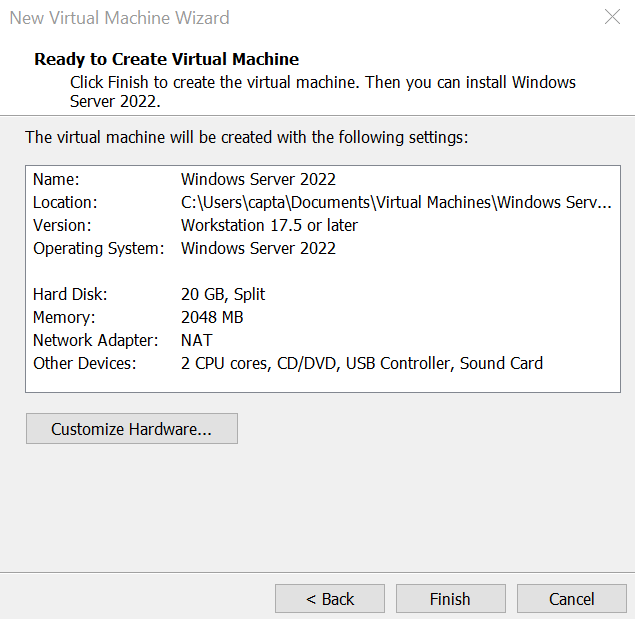 New Virtual Machine Wizard
Ready to Create Virtual Machine
Click Finish to create the virtual machine. Then you can install Windows
Server 2022.
The virtual machine will be created with the following settings:
Name: Windows Server 2022
Location: C:\Users\capta\Documents\Virtual Machines\Windows Serv...
Version: Workstation 17.5 or later
Operating System: Windows Server 2022
Hard Disk: 20 GB, Split
Memory: 2048 MB
Network Adapter: NAT
Other Devices: 2 CPU cores, CD/DVD, USB Controller, Sound Card
Customize Hardware...
< Back Finish Cancel